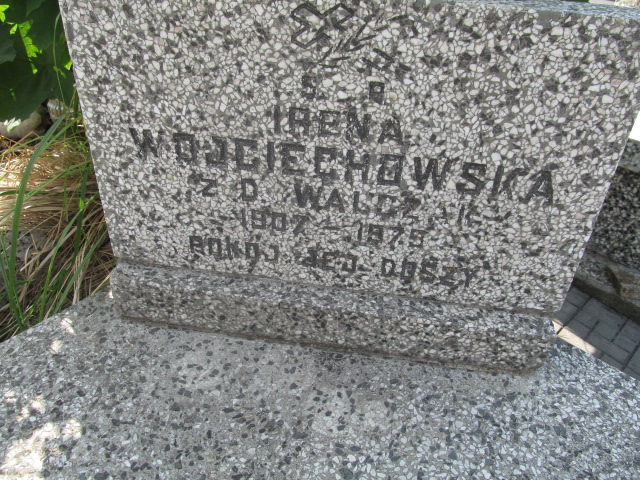 Ś. P.
IRENA
WOJCIECHOWSKA
Z D. WALCZAK
1907 - 1975
POKÓJ JEJ DUSZY